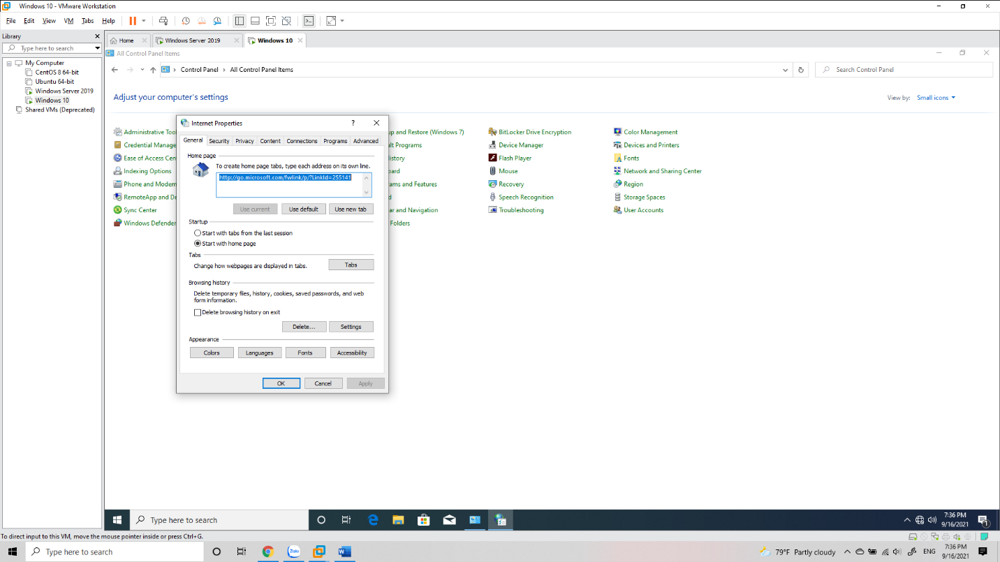 Windows 10 - VMware Workstation
File Edit View VM Tabs Help
Library
Type here to search
My Computer
CentOS 8 64-bit
Ubuntu 64-bit
Windows Server 2019
Windows 10
Shared VMs (Deprecated)
Home Windows Server 2019 Windows 10
All Control Panel Items
Control Panel All Control Panel Items
Search Control Panel
Adjust your computer's settings
View by: Small icons
Administrative Too
Credential Manage
Ease of Access Cen
Indexing Options
Phone and Modem
RemoteApp and De
Sync Center
Windows Defender
Internet Properties
?
General Security Privacy Content Connections Programs Advanced
Home page
To create home page tabs, type each address on its own line.
http://go.microsoft.com/fwlink/p/?LinkId=255141
Use current Use default Use new tab
Startup
Start with tabs from the last session
Start with home page
Tabs
Change how webpages are displayed in tabs. Tabs
Browsing history
Delete temporary files, history, cookies, saved passwords, and web
form information.
Delete browsing history on exit
Delete... Settings
Appearance
Colors Languages Fonts Accessibility
OK Cancel Apply
up and Restore (Windows 7)
ult Programs
istory
oard
ams and Features
d
ar and Navigation
Folders
BitLocker Drive Encryption
Device Manager
Flash Player
Mouse
Recovery
Speech Recognition
Troubleshooting
Color Management
Devices and Printers
Fonts
Network and Sharing Center
Region
Storage Spaces
User Accounts
Type here to search
7:36 PM
9/16/2021
1
To direct input to this VM, move the mouse pointer inside or press Ctrl+G.
Type here to search
Zalo
79°F Partly cloudy
ENG
7:36 PM
9/16/2021